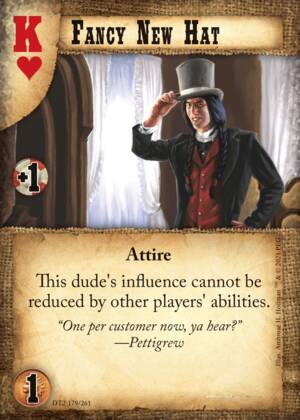 K
FANCY NEW HAT
+1
Attire
This dude's influence cannot be
reduced by other players' abilities.
"One per customer now, ya hear?"
—Pettigrew
1
DT2 179/261